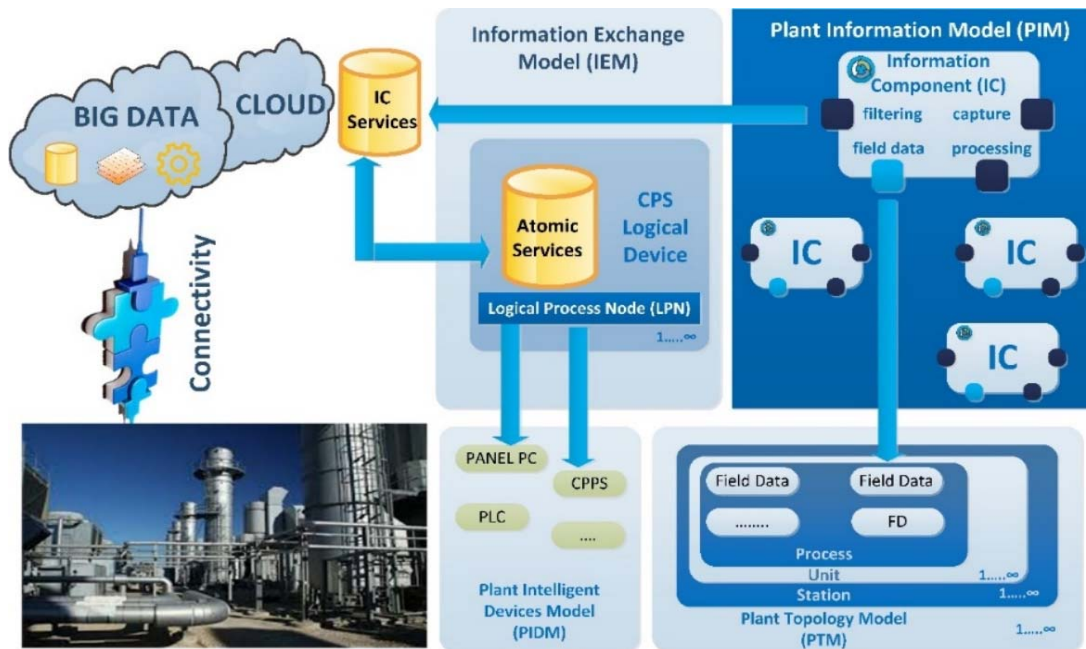 BIG DATA
CLOUD
Connectivity
IC
Services
Information Exchange
Model (IEM)
Atomic
Services
CPS
Logical
Device
Logical Process Node (LPN)
1.....∞
Plant Information Model (PIM)
Information
Component (IC)
filtering capture
field data processing
IC
IC
IC
PANEL PC
CPPS
PLC
....
Plant Intelligent
Devices Model
(PIDM)
Field Data Field Data
........ FD
Process
Unit 1.....∞
Station 1.....∞
Plant Topology Model
(PTM) 1.....∞